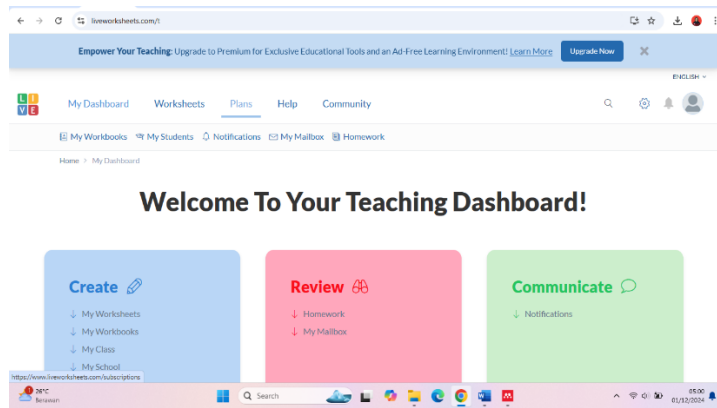 liveworksheets.com/t
Empower Your Teaching: Upgrade to Premium for Exclusive Educational Tools and an Ad-Free Learning Environment! Learn More Upgrade Now
ENGLISH
LIVE
My Dashboard Worksheets Plans Help Community
My Workbooks My Students Notifications My Mailbox Homework
Home > My Dashboard
Welcome To Your Teaching Dashboard!
Create
My Worksheets
My Workbooks
My Class
My School
Review
Homework
My Mailbox
Communicate
Notifications
https://www.liveworksheets.com/subscriptions
26°C
Berawan
Search
05:00
01/12/2024